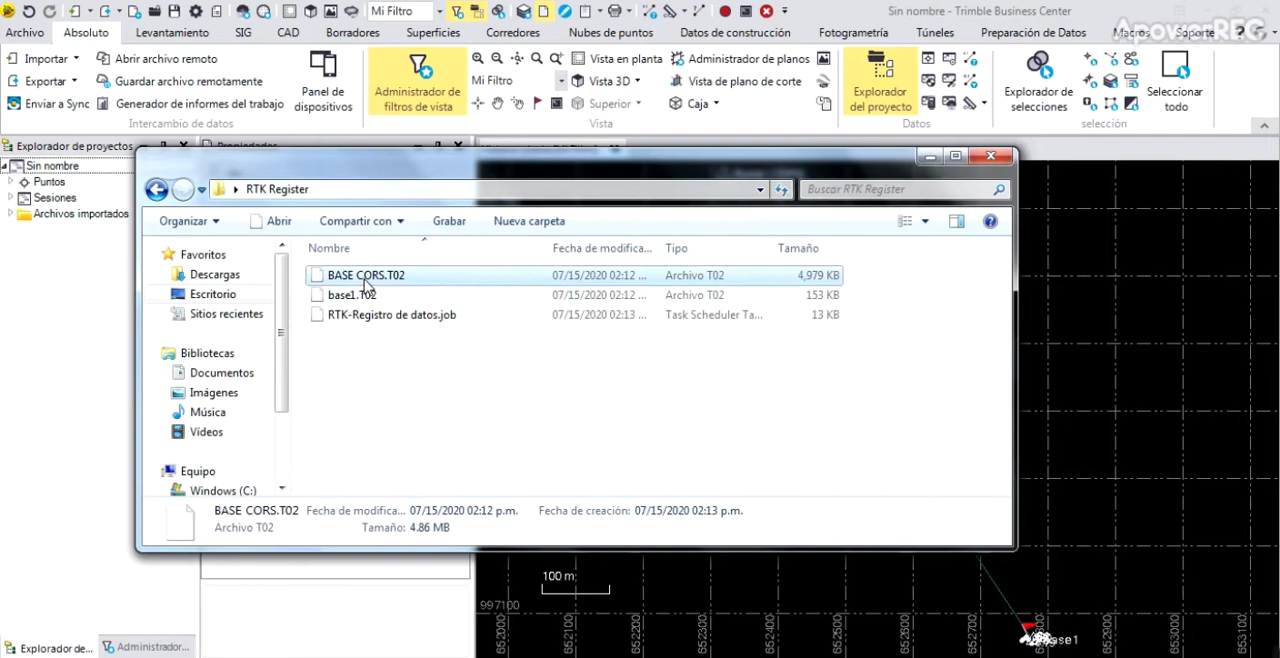 Mi Filtro
Sin nombre - Trimble Business Center
ApowerREC
Archivo Absoluto Levantamiento SIG CAD Borradores Superficies Corredores Nubes de puntos Datos de construcción Fotogrametría Túneles Preparación de Datos Macros Soporte
Importar Abrir archivo remoto
Exportar Guardar archivo remotamente
Enviar a Sync Generador de informes del trabajo
Intercambio de datos
Panel de
dispositivos
Administrador de
filtros de vista
Vista en planta Administrador de planos
Mi Filtro Vista 3D Vista de plano de corte
Superior Caja
Vista
Explorador
del proyecto
Datos
Explorador de
selecciones
Seleccionar
todo
selección
Explorador de proyectos
Sin nombre
Puntos
Sesiones
Archivos importados
Propiedades
RTK Register
Buscar RTK Register
Organizar Abrir Compartir con Grabar Nueva carpeta
Favoritos
Descargas
Escritorio
Sitios recientes
Bibliotecas
Documentos
Imágenes
Música
Vídeos
Equipo
Windows (C:)
Nombre Fecha de modifica... Tipo Tamaño
BASE CORS.T02 07/15/2020 02:12 ... Archivo T02 4,979 KB
base1.T02 07/15/2020 02:12 ... Archivo T02 153 KB
RTK-Registro de datos.job 07/15/2020 02:13 ... Task Scheduler Ta... 13 KB
BASE CORS.T02 Fecha de modifica... 07/15/2020 02:12 p.m. Fecha de creación: 07/15/2020 02:13 p.m.
Archivo T02 Tamaño: 4.86 MB
100 m
997100
652000
652100
652200
652300
652400
652500
652600
652700
652800
652900
653000
653100
Base1
Explorador de...
Administrador...